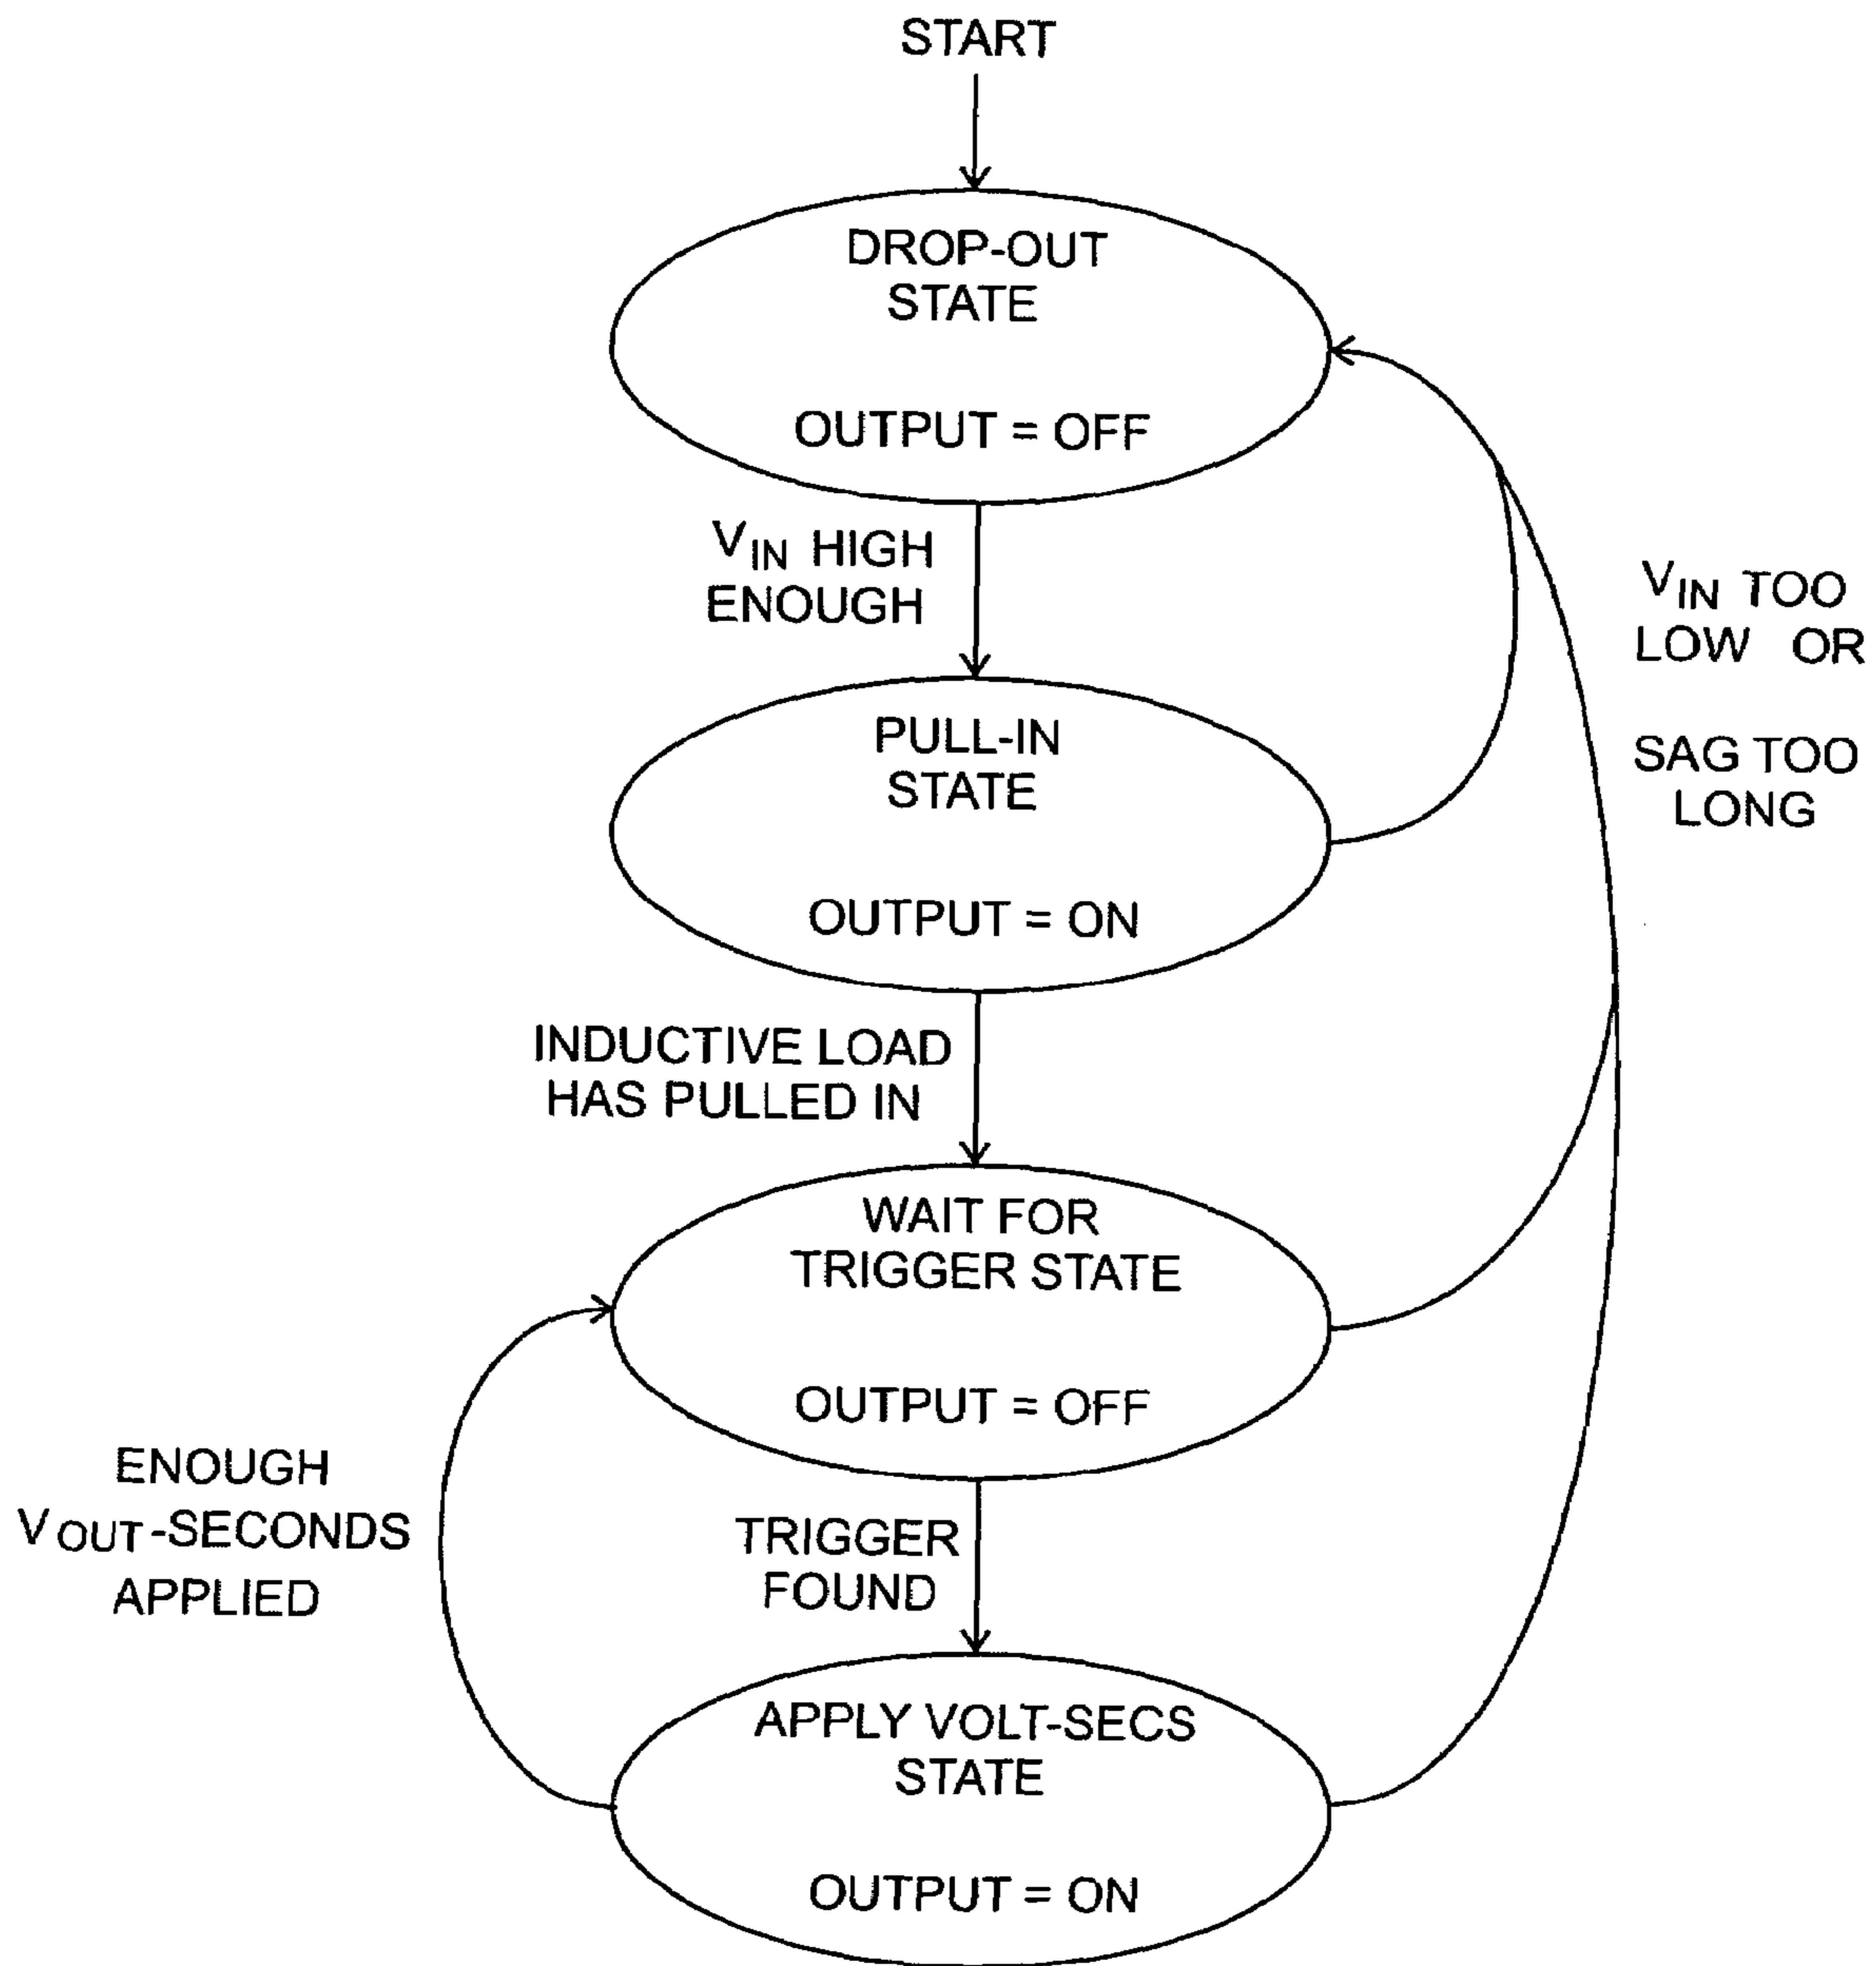 START
DROP-OUT
STATE
OUTPUT = OFF
VIN HIGH
ENOUGH
VIN TOO
LOW OR
SAG TOO
LONG
PULL-IN
STATE
OUTPUT = ON
INDUCTIVE LOAD
HAS PULLED IN
WAIT FOR
TRIGGER STATE
OUTPUT = OFF
ENOUGH
VOUT-SECONDS
APPLIED
TRIGGER
FOUND
APPLY VOLT-SECS
STATE
OUTPUT = ON